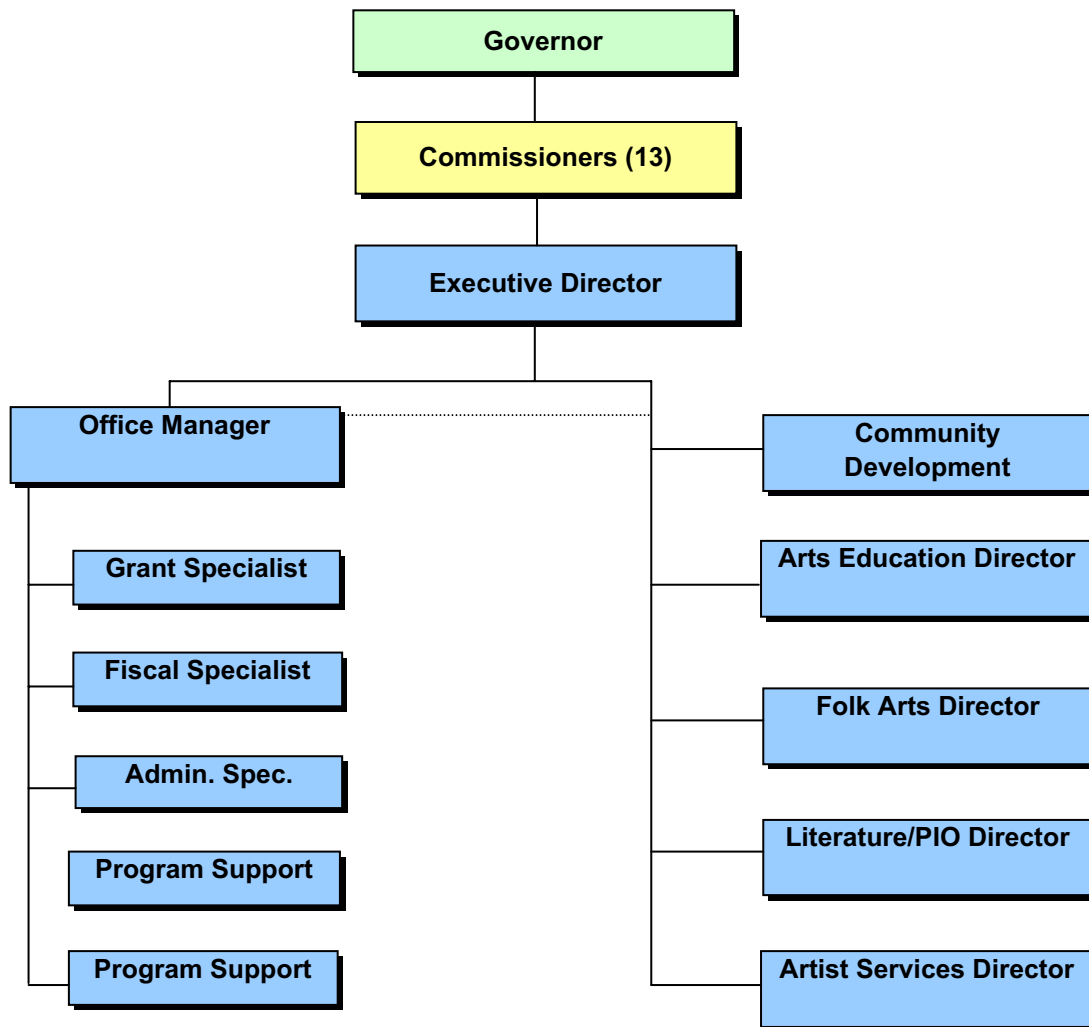 Governor
Commissioners (13)
Executive Director
Office Manager
Grant Specialist
Fiscal Specialist
Admin. Spec.
Program Support
Program Support
Community
Development
Arts Education Director
Folk Arts Director
Literature/PIO Director
Artist Services Director